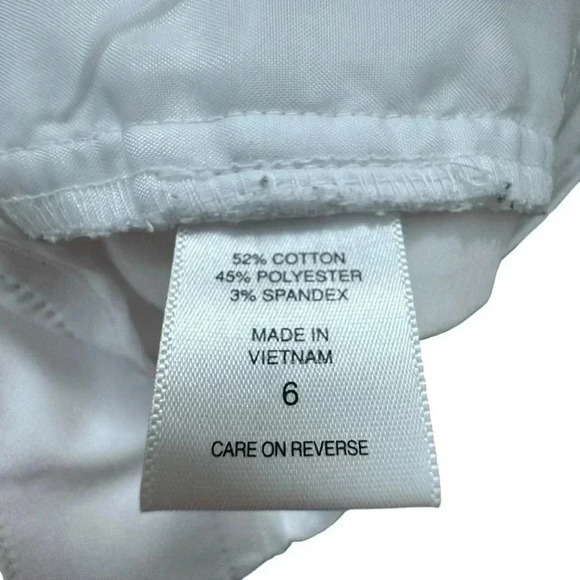 52% COTTON
45% POLYESTER
3% SPANDEX
MADE IN
VIETNAM
6
CARE ON REVERSE